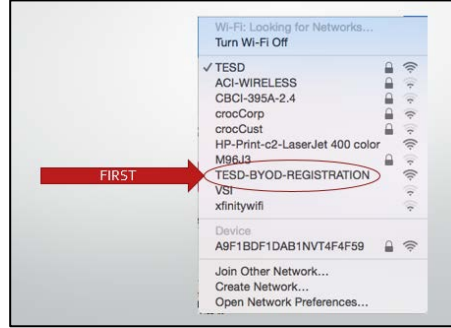 Wi-Fi: Looking for Networks...
Turn Wi-Fi Off
✓ TESD
ACI-WIRELESS
CBCI-395A-2.4
crocCorp
crocCust
HP-Print-c2-LaserJet 400 color
M96J3
FIRST
TESD-BYOD-REGISTRATION
VSI
xfinitywifi
Device
A9F1BDF1DAB1NVT4F4F59
Join Other Network...
Create Network...
Open Network Preferences...